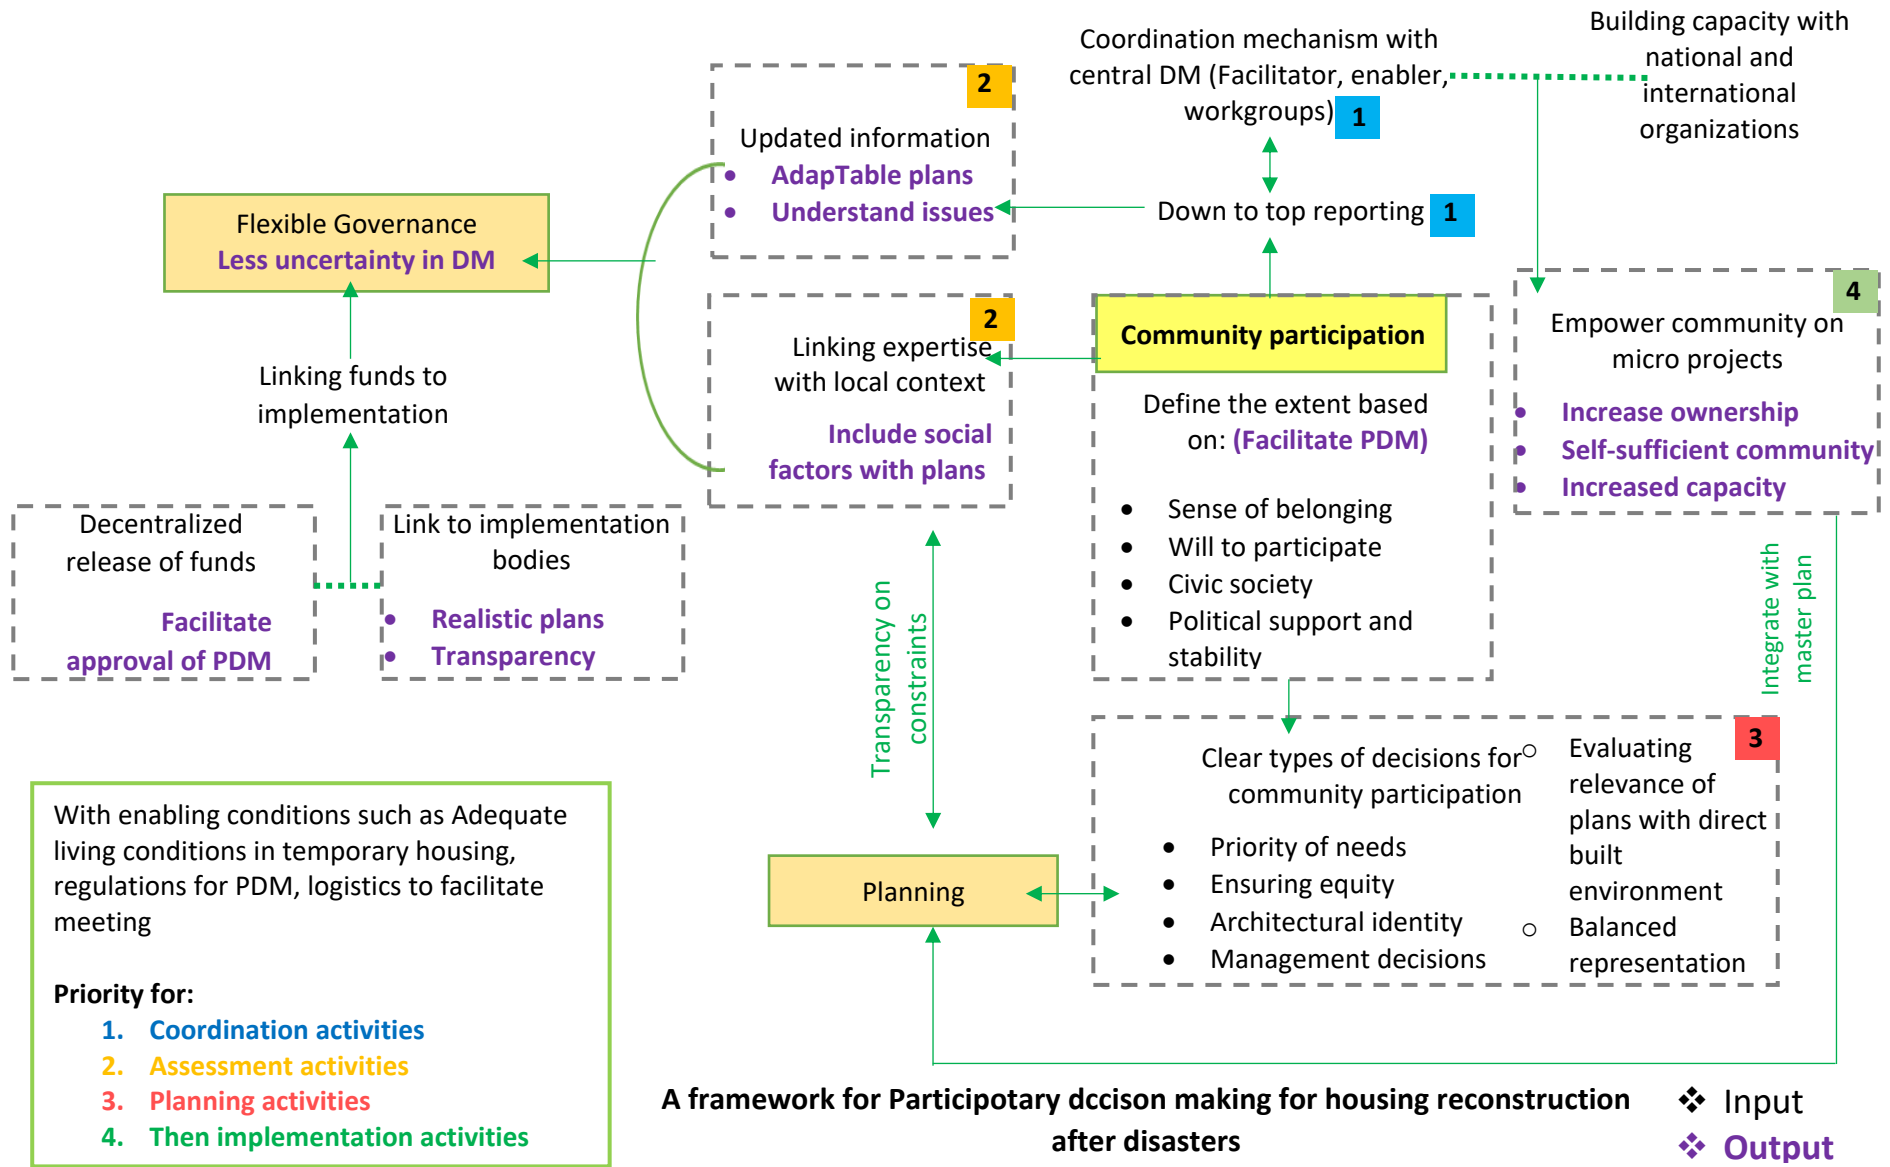 Building capacity with
national and
international
organizations
Coordination mechanism with
central DM (Facilitator, enabler,
workgroups)
1
2
Updated information
• AdapTable plans
• Understand issues
Down to top reporting
1
Flexible Governance
Less uncertainty in DM
2
Linking expertise
with local context
Include social
factors with plans
Community participation
Define the extent based
on: (Facilitate PDM)
• Sense of belonging
• Will to participate
• Civic society
• Political support and
stability
4
Empower community on
micro projects
• Increase ownership
• Self-sufficient community
• Increased capacity
Linking funds to
implementation
Decentralized
release of funds
Facilitate
approval of PDM
Link to implementation
bodies
• Realistic plans
• Transparency
Transparency on
constraints
Integrate with
master plan
3
Clear types of decisions for
community participation
• Priority of needs
• Ensuring equity
• Architectural identity
• Management decisions
○ Evaluating
relevance of
plans with direct
built
environment
○ Balanced
representation
Planning
With enabling conditions such as Adequate
living conditions in temporary housing,
regulations for PDM, logistics to facilitate
meeting
Priority for:
1. Coordination activities
2. Assessment activities
3. Planning activities
4. Then implementation activities
A framework for Participotary dccison making for housing reconstruction
after disasters
❖ Input
❖ Output